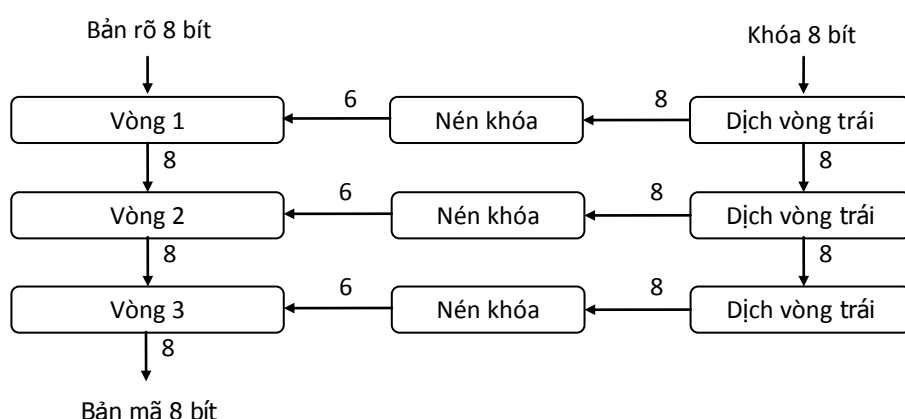 Bản rõ 8 bít Khóa 8 bít
Vòng 1 6 Nén khóa 8 Dịch vòng trái
8 8
Vòng 2 6 Nén khóa 8 Dịch vòng trái
8 8
Vòng 3 6 Nén khóa 8 Dịch vòng trái
8
Bản mã 8 bít